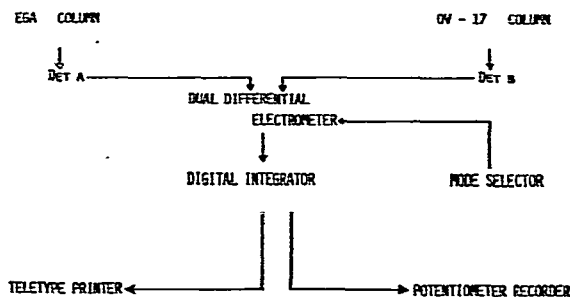 EGA COLUMN
OV - 17 COLUMN
DET A
DET B
DUAL DIFFERENTIAL
ELECTROMETER
DIGITAL INTEGRATOR
MODE SELECTOR
TELETYPE PRINTER
POTENTIOMETER RECORDER